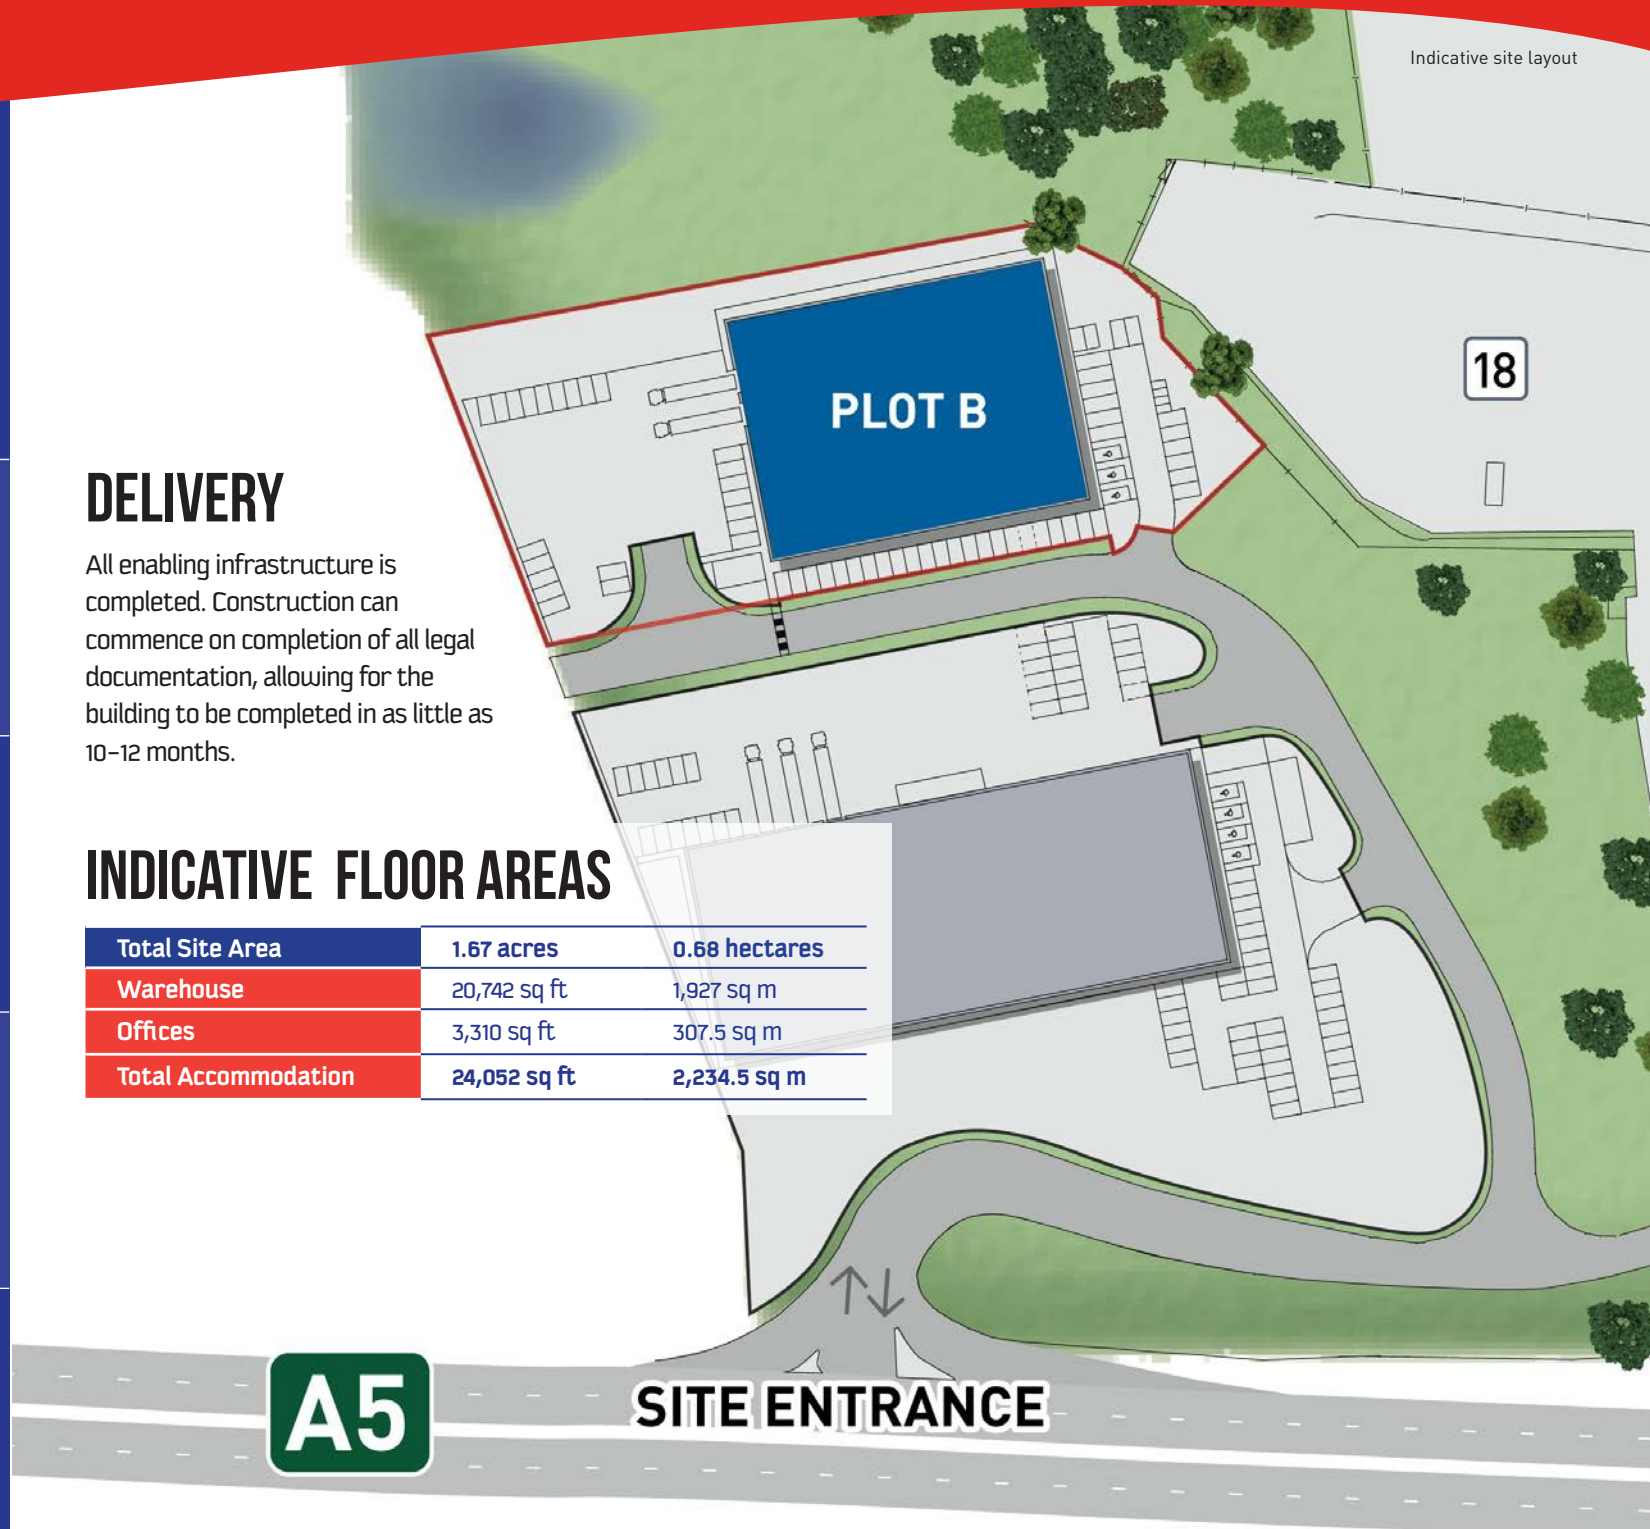 Indicative site layout
PLOT B
18
DELIVERY
All enabling infrastructure is
completed. Construction can
commence on completion of all legal
documentation, allowing for the
building to be completed in as little as
10–12 months.
INDICATIVE FLOOR AREAS
Total Site Area 1.67 acres 0.68 hectares
Warehouse 20,742 sq ft 1,927 sq m
Offices 3,310 sq ft 307.5 sq m
Total Accommodation 24,052 sq ft 2,234.5 sq m
A5
SITE ENTRANCE